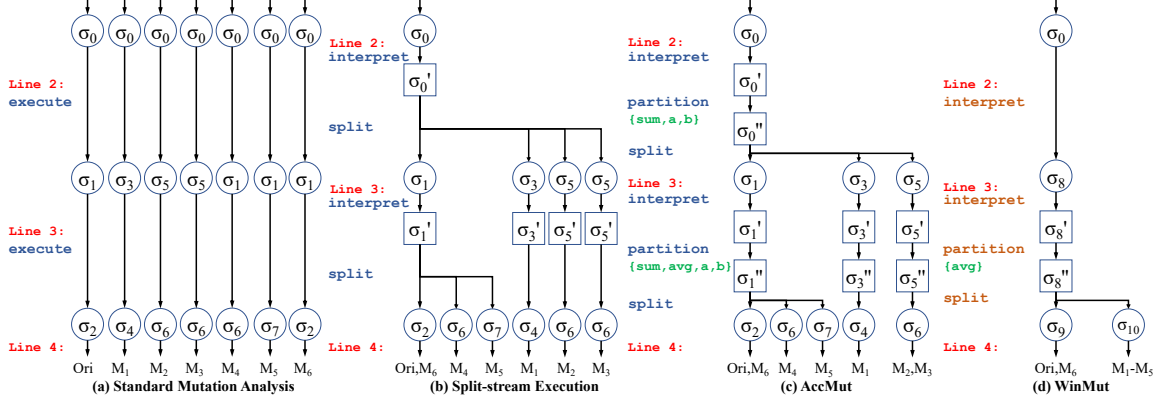 σ0 σ0 σ0 σ0 σ0 σ0 σ0
Line 2:
execute
σ1 σ3 σ5 σ5 σ1 σ1 σ1
Line 3:
execute
σ2 σ4 σ6 σ6 σ6 σ7 σ2
Line 4:
Ori M1 M2 M3 M4 M5 M6
(a) Standard Mutation Analysis
σ0
Line 2:
interpret
σ0'
split
σ1 σ3 σ5 σ5
Line 3:
interpret
σ1' σ3' σ5' σ5'
split
σ2 σ6 σ7 σ4 σ6 σ6
Line 4:
Ori,M6 M4 M5 M1 M2 M3
(b) Split-stream Execution
σ0
Line 2:
interpret
σ0'
partition
{sum,a,b}
σ0''
split
σ1 σ3 σ5
Line 3:
interpret
σ1' σ3' σ5'
partition
{sum,avg,a,b}
σ1'' σ3'' σ5''
split
σ2 σ6 σ7 σ4 σ6
Line 4:
Ori,M6 M4 M5 M1 M2,M3
(c) AccMut
σ0
Line 2:
interpret
σ8
Line 3:
interpret
σ8'
partition
{avg}
σ8''
split
σ9 σ10
Line 4:
Ori,M6 M1-M5
(d) WinMut